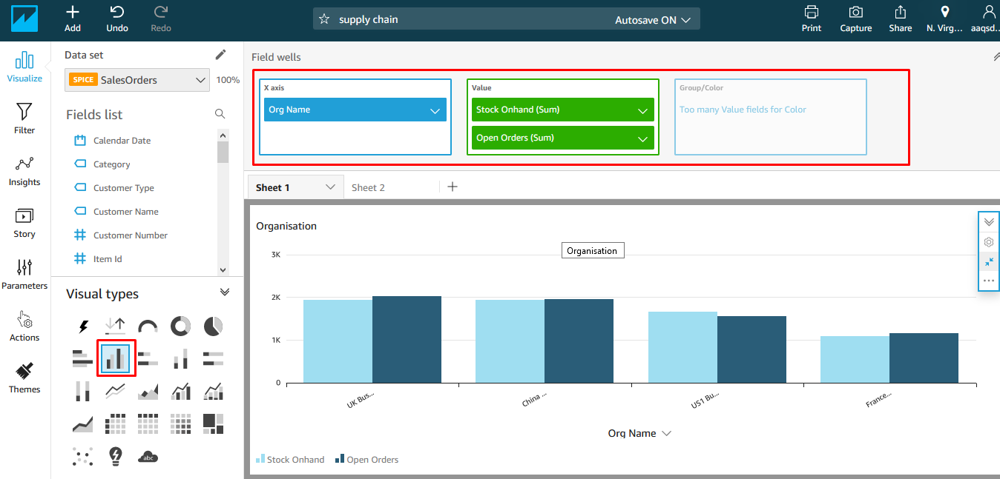 Add
Undo
Redo
supply chain
Autosave ON
Print
Capture
Share
N. Virg...
aaqsd...
Visualize
Filter
Insights
Story
Parameters
Actions
Themes
Data set
SPICE SalesOrders
100%
Fields list
Calendar Date
Category
Customer Type
Customer Name
Customer Number
Item Id
Visual types
abc
Field wells
X axis
Org Name
Value
Stock Onhand (Sum)
Open Orders (Sum)
Group/Color
Too many Value fields for Color
Sheet 1
Sheet 2
Organisation
Organisation
3K
2K
1K
0
UK Bus...
China ...
US1 Bu...
France...
Org Name
Stock Onhand
Open Orders